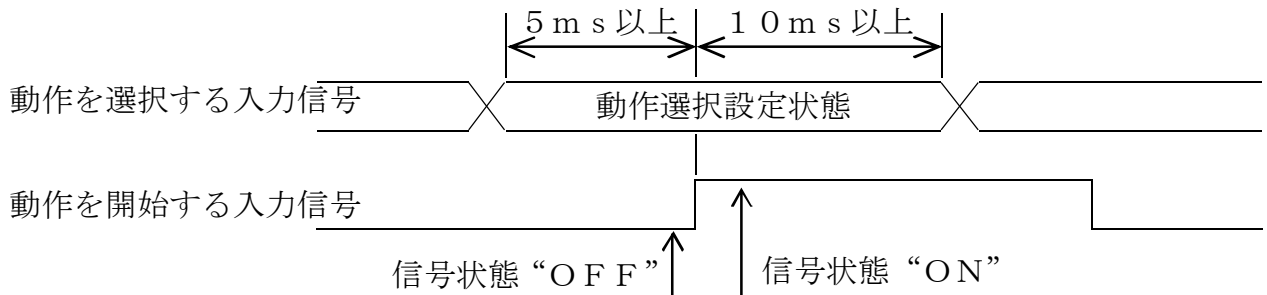 ５ｍｓ以上 １０ｍｓ以上
動作を選択する入力信号 動作選択設定状態
動作を開始する入力信号
信号状態“ＯＦＦ” 信号状態“ＯＮ”